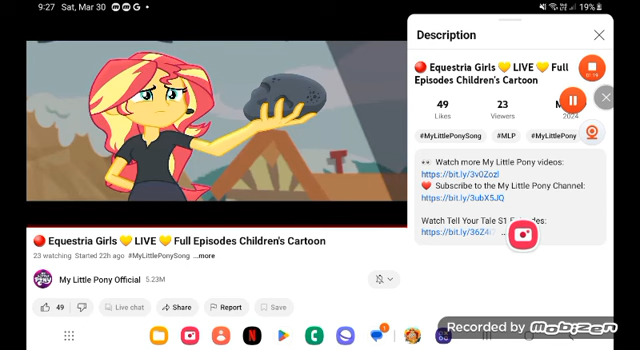 9:27 Sat, Mar 30
19%
Description
🔴 Equestria Girls 💛 LIVE 💛 Full
Episodes Children's Cartoon
49
23
Likes
Viewers
2024
#MyLittlePonySong
#MLP
#MyLittlePony
👀 Watch more My Little Pony videos:
https://bit.ly/3v0Zozl
❤️ Subscribe to the My Little Pony Channel:
https://bit.ly/3ubX5JQ
Watch Tell Your Tale S1 Episodes:
🔴 Equestria Girls 💛 LIVE 💛 Full Episodes Children's Cartoon
23 watching Started 22h ago #MyLittlePonySong ...more
My Little Pony Official 5.23M
49
Live chat
Share
Report
Save
Recorded by Mobizen